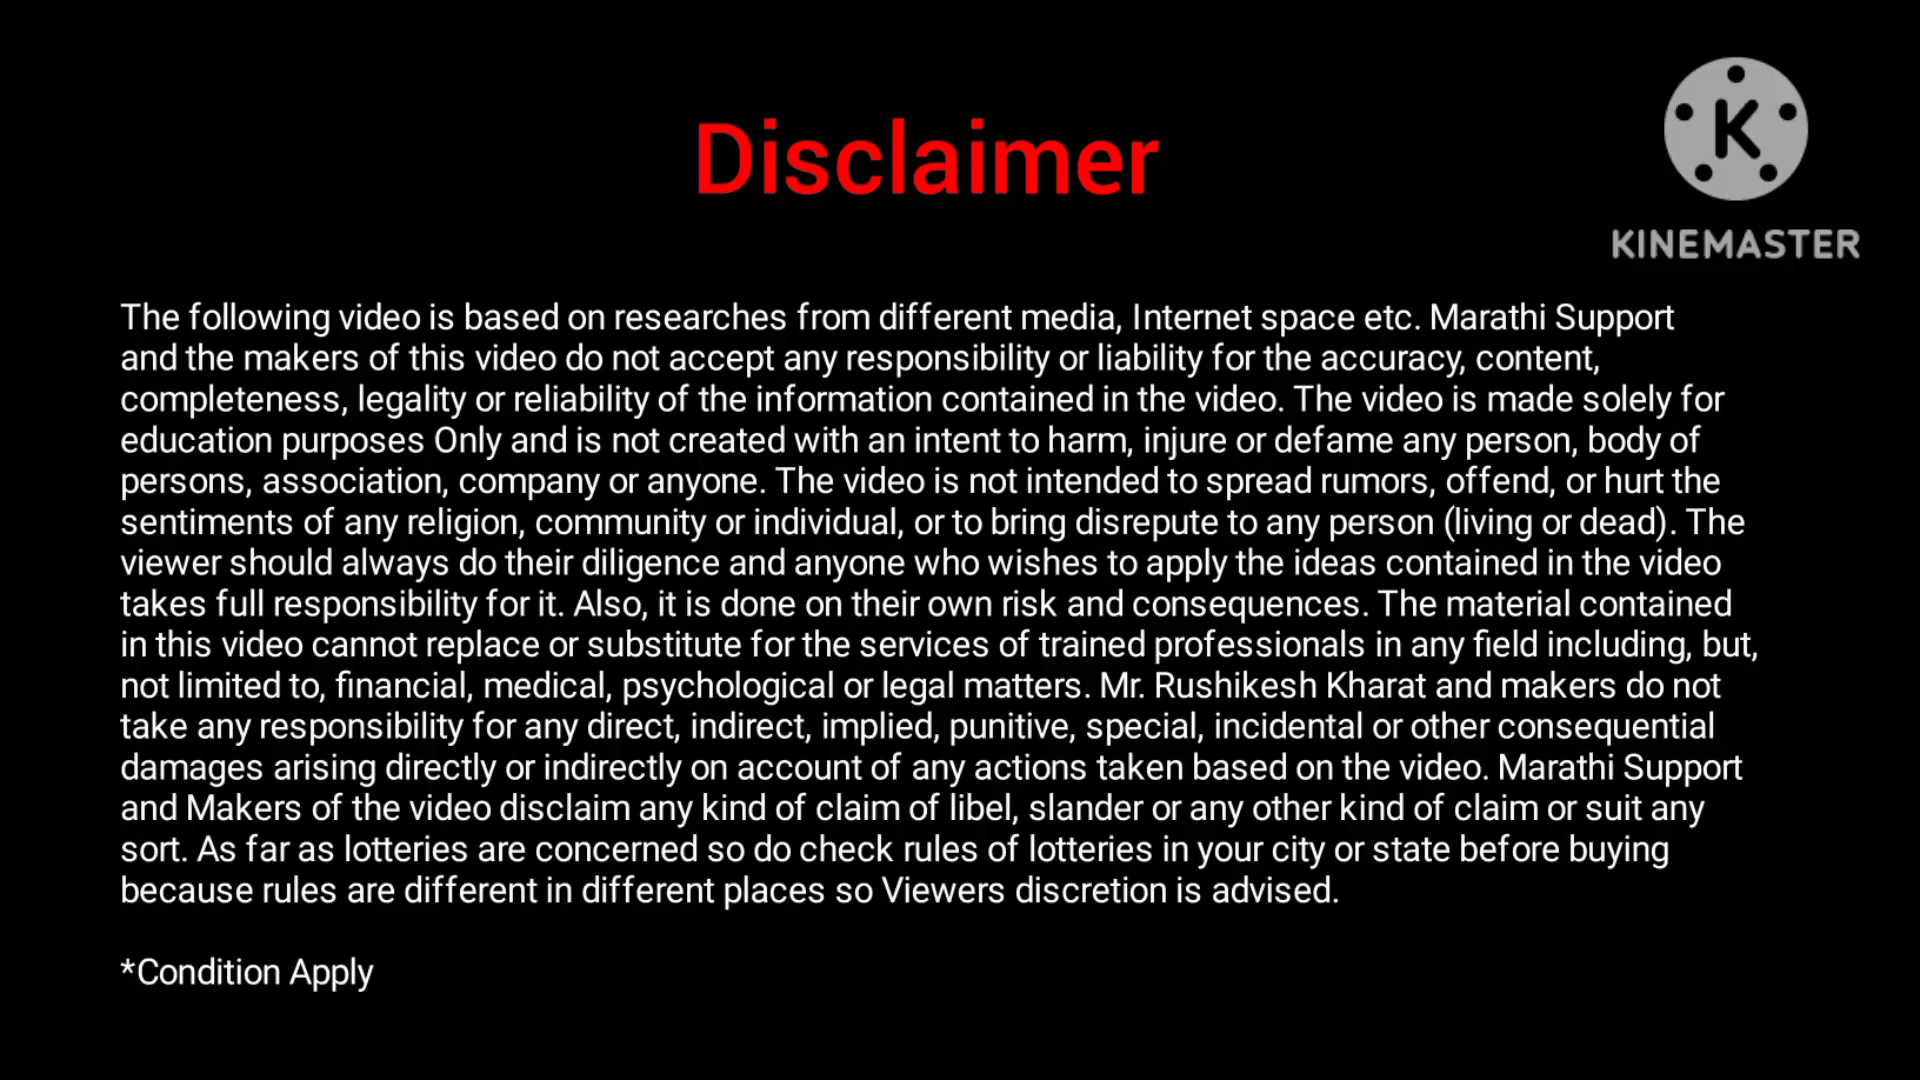 Disclaimer
K
KINEMASTER
The following video is based on researches from different media, Internet space etc. Marathi Support
and the makers of this video do not accept any responsibility or liability for the accuracy, content,
completeness, legality or reliability of the information contained in the video. The video is made solely for
education purposes Only and is not created with an intent to harm, injure or defame any person, body of
persons, association, company or anyone. The video is not intended to spread rumors, offend, or hurt the
sentiments of any religion, community or individual, or to bring disrepute to any person (living or dead). The
viewer should always do their diligence and anyone who wishes to apply the ideas contained in the video
takes full responsibility for it. Also, it is done on their own risk and consequences. The material contained
in this video cannot replace or substitute for the services of trained professionals in any field including, but,
not limited to, financial, medical, psychological or legal matters. Mr. Rushikesh Kharat and makers do not
take any responsibility for any direct, indirect, implied, punitive, special, incidental or other consequential
damages arising directly or indirectly on account of any actions taken based on the video. Marathi Support
and Makers of the video disclaim any kind of claim of libel, slander or any other kind of claim or suit any
sort. As far as lotteries are concerned so do check rules of lotteries in your city or state before buying
because rules are different in different places so Viewers discretion is advised.
*Condition Apply